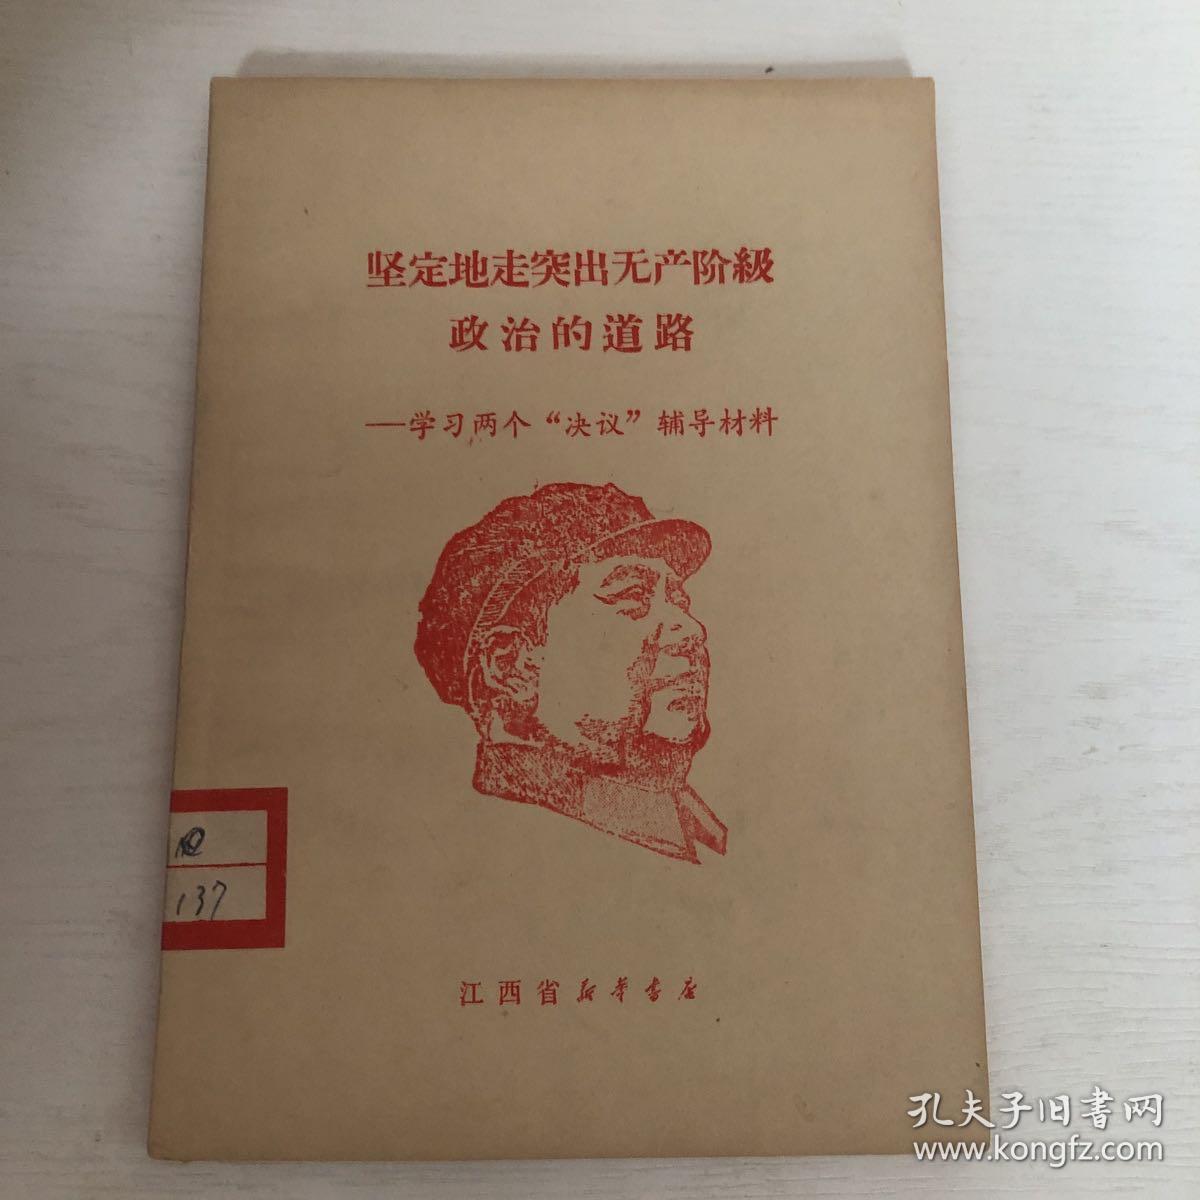 坚定地走突出无产阶級
政治的道路
——学习两个“决议”辅导材料
137
江西省新华书店
孔夫子旧书网
www.kongfz.com